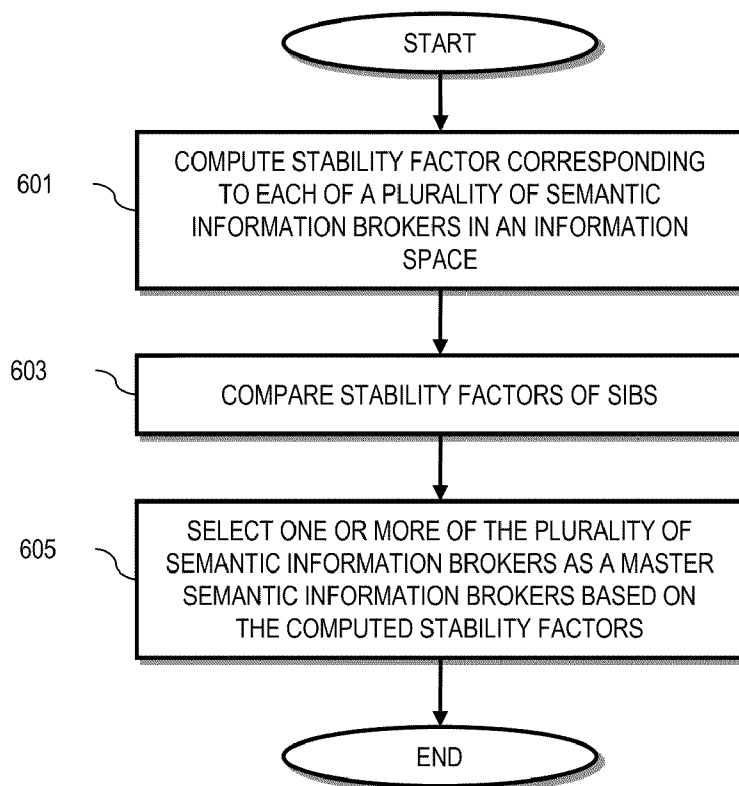 START
601
COMPUTE STABILITY FACTOR CORRESPONDING
TO EACH OF A PLURALITY OF SEMANTIC
INFORMATION BROKERS IN AN INFORMATION
SPACE
603
COMPARE STABILITY FACTORS OF SIBS
605
SELECT ONE OR MORE OF THE PLURALITY OF
SEMANTIC INFORMATION BROKERS AS A MASTER
SEMANTIC INFORMATION BROKERS BASED ON
THE COMPUTED STABILITY FACTORS
END